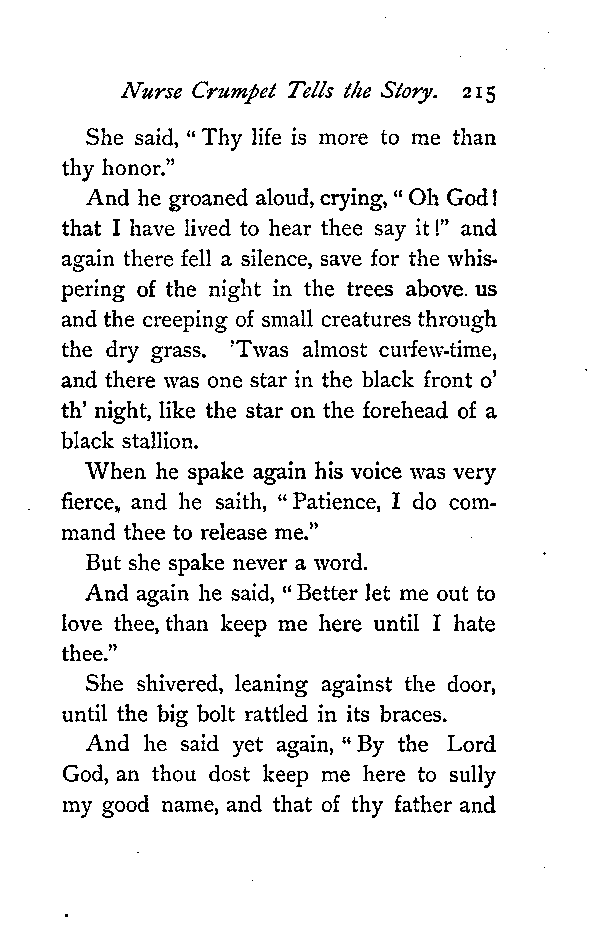 Nurse Crumpet Tells the Story. 215
She said, “Thy life is more to me than
thy honor.”
And he groaned aloud, crying, “Oh God!
that I have lived to hear thee say it!” and
again there fell a silence, save for the whis-
pering of the night in the trees above. us
and the creeping of small creatures through
the dry grass. ’Twas almost curfew-time,
and there was one star in the black front o’
th’ night, like the star on the forehead of a
black stallion.
When he spake again his voice was very
fierce, and he saith, “Patience, I do com-
mand thee to release me.”
But she spake never a word.
And again he said, “Better let me out to
love thee, than keep me here until I hate
thee.”
She shivered, leaning against the door,
until the big bolt rattled in its braces.
And he said yet again, “By the Lord
God, an thou dost keep me here to sully
my good name, and that of thy father and